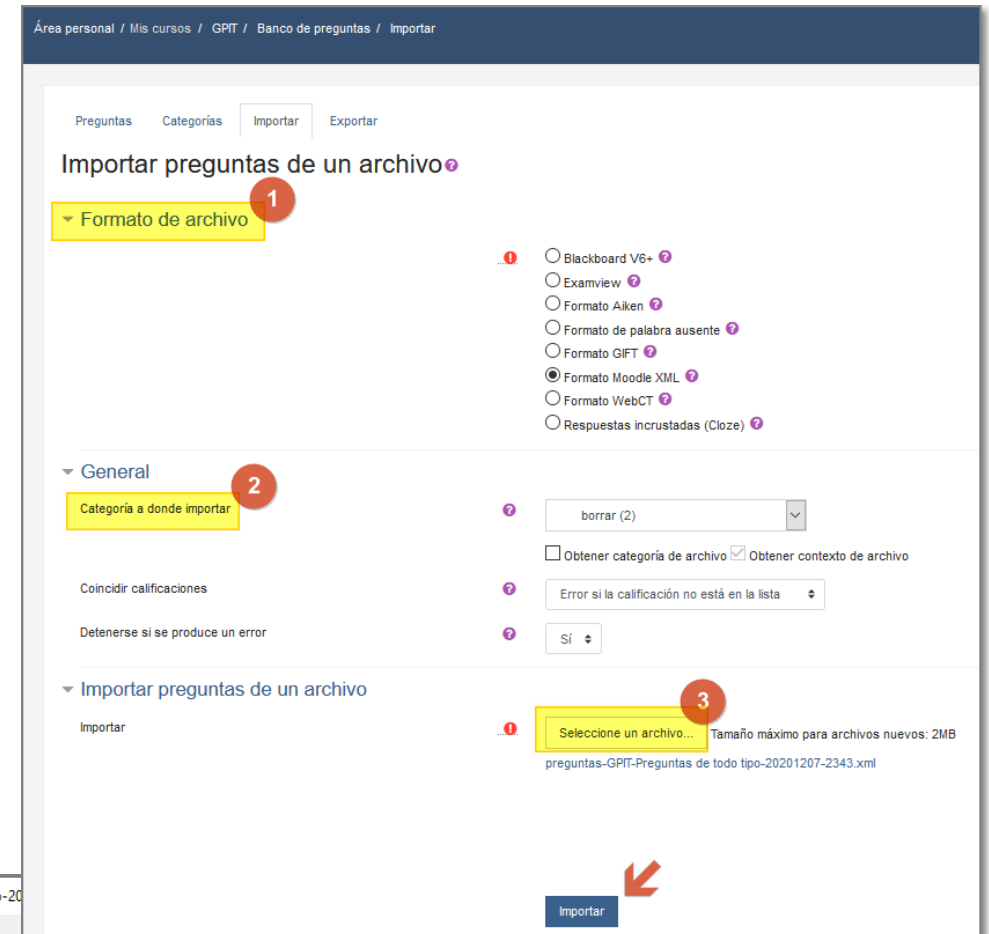 Área personal / Mis cursos / GPIT / Banco de preguntas / Importar
Preguntas Categorías Importar Exportar
Importar preguntas de un archivo
1
Formato de archivo
Blackboard V6+
Examview
Formato Aiken
Formato de palabra ausente
Formato GIFT
Formato Moodle XML
Formato WebCT
Respuestas incrustadas (Cloze)
General
2
Categoría a donde importar
borrar (2)
Obtener categoría de archivo Obtener contexto de archivo
Coincidir calificaciones
Error si la calificación no está en la lista
Detenerse si se produce un error
Sí
Importar preguntas de un archivo
3
Importar
Seleccione un archivo... Tamaño máximo para archivos nuevos: 2MB
preguntas-GPIT-Preguntas de todo tipo-20201207-2343.xml
-20
Importar